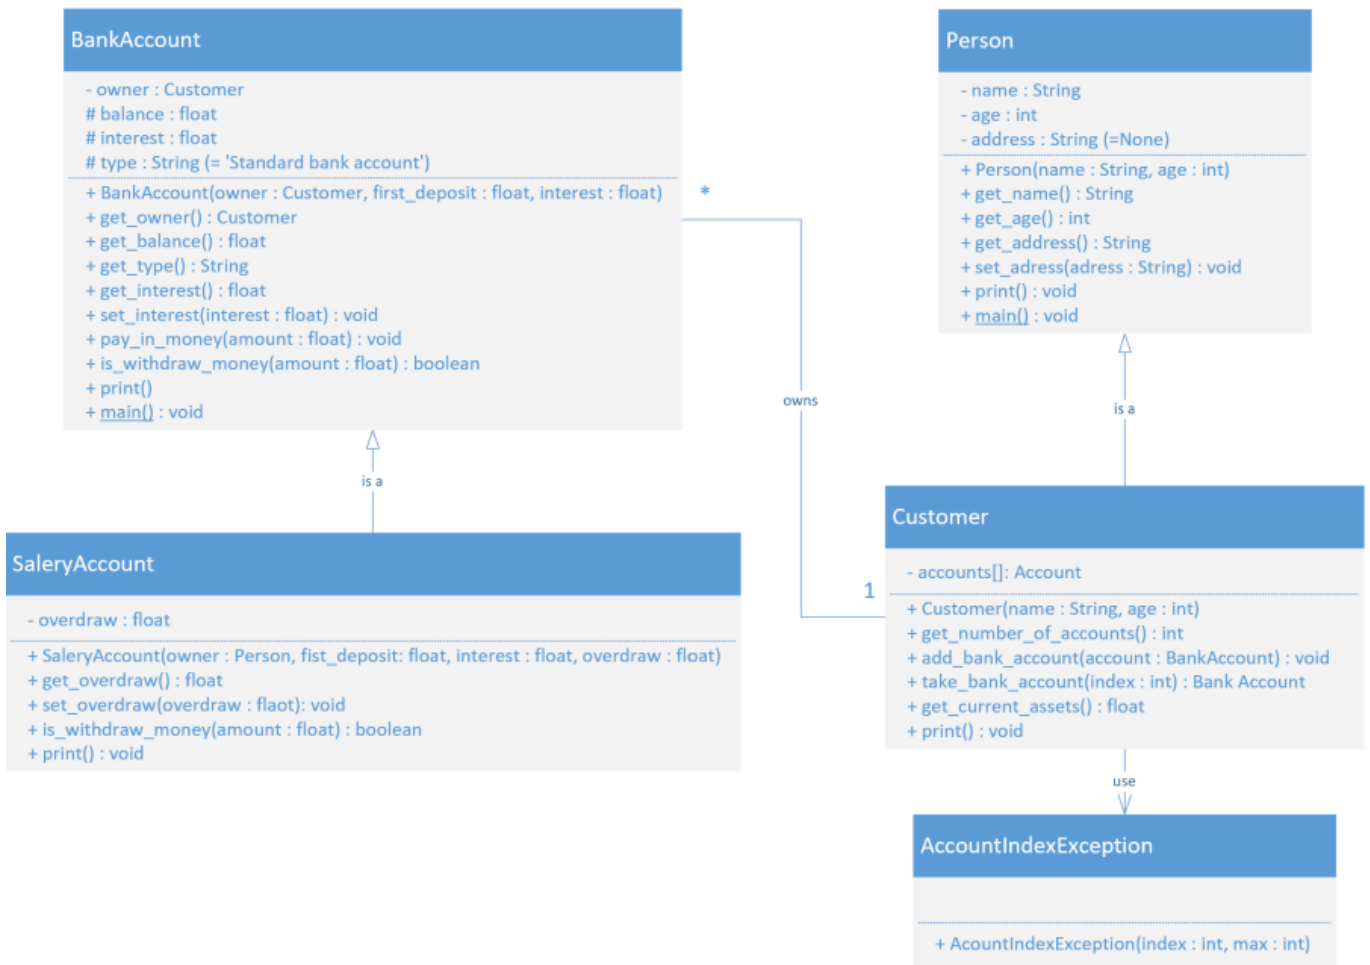 BankAccount
- owner : Customer
# balance : float
# interest : float
# type : String (= 'Standard bank account')
+ BankAccount(owner : Customer, first_deposit : float, interest : float)
+ get_owner() : Customer
+ get_balance() : float
+ get_type() : String
+ get_interest() : float
+ set_interest(interest : float) : void
+ pay_in_money(amount : float) : void
+ is_withdraw_money(amount : float) : boolean
+ print()
+ main() : void
*
owns
1
is a
SaleryAccount
- overdraw : float
+ SaleryAccount(owner : Person, fist_deposit: float, interest : float, overdraw : float)
+ get_overdraw() : float
+ set_overdraw(overdraw : flaot): void
+ is_withdraw_money(amount : float) : boolean
+ print() : void
Person
- name : String
- age : int
- address : String (=None)
+ Person(name : String, age : int)
+ get_name() : String
+ get_age() : int
+ get_address() : String
+ set_adress(adress : String) : void
+ print() : void
+ main() : void
is a
Customer
- accounts[]: Account
+ Customer(name : String, age : int)
+ get_number_of_accounts() : int
+ add_bank_account(account : BankAccount) : void
+ take_bank_account(index : int) : Bank Account
+ get_current_assets() : float
+ print() : void
use
AccountIndexException
+ AcountIndexException(index : int, max : int)